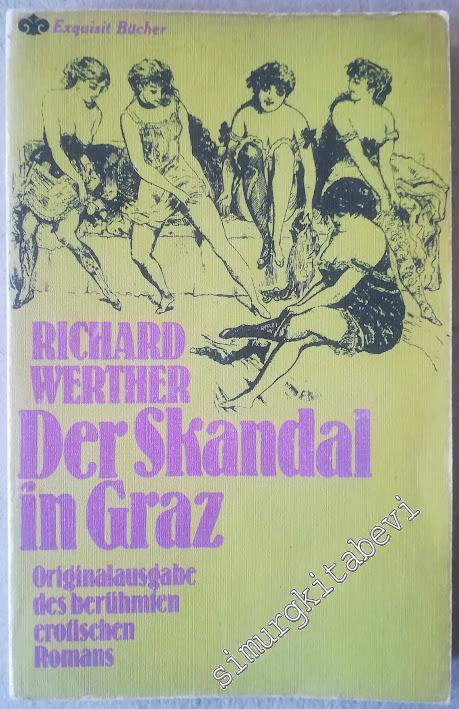 Exquisit Bücher
RICHARD
WERTHER
Der Skandal
in Graz
Originalausgabe
des berühmten
erotischen
Romans
simurgkitabevi